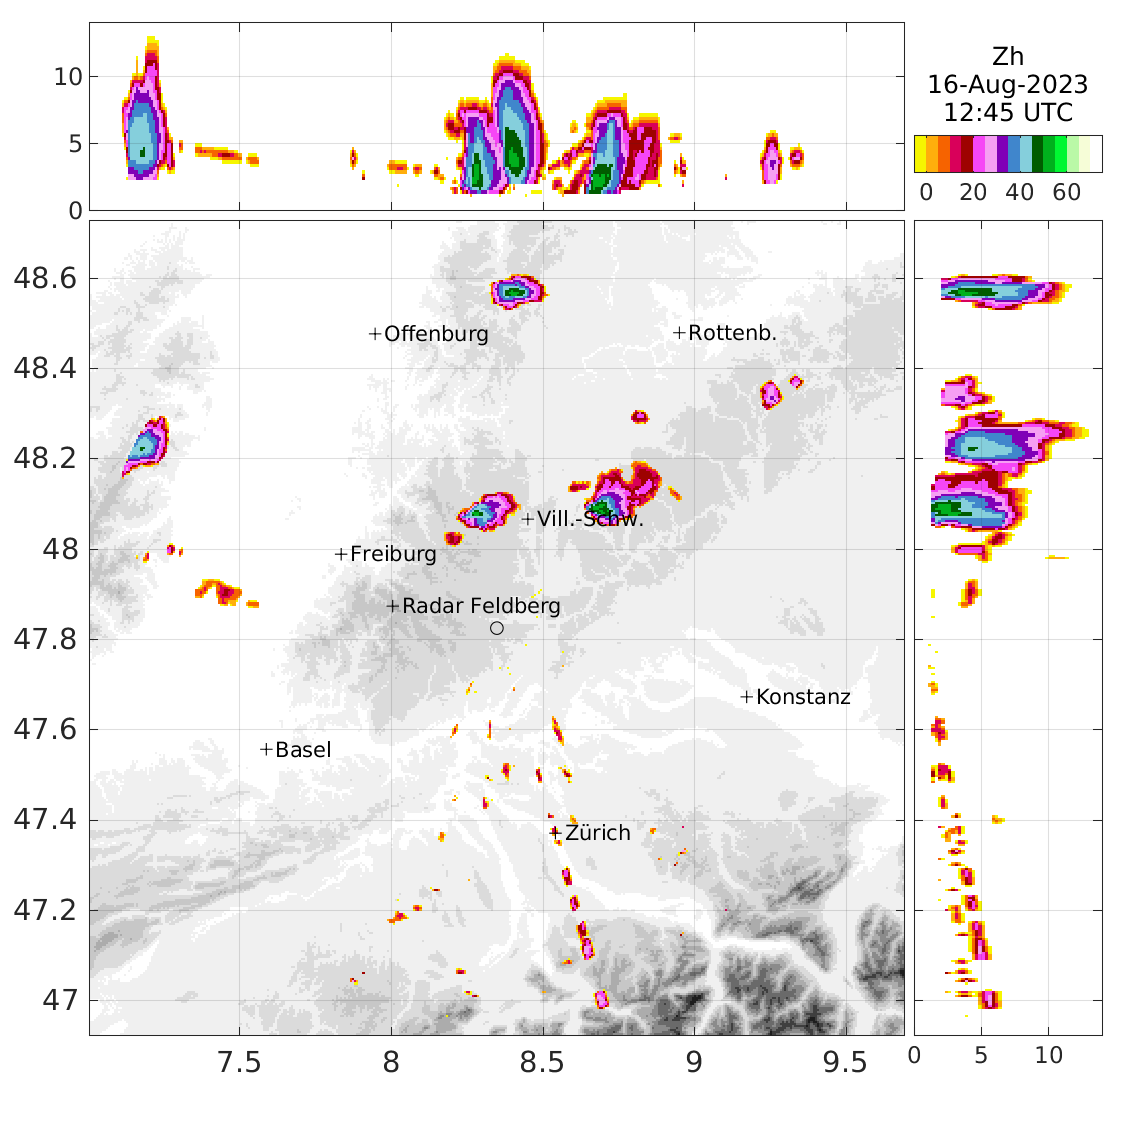 10
5
0
Zh
16-Aug-2023
12:45 UTC
0 20 40 60
48.6
48.4
48.2
48
47.8
47.6
47.4
47.2
47
+Offenburg
+Rottenb.
+Vill.-Schw.
+Freiburg
+Radar Feldberg
+Konstanz
+Basel
+Zürich
7.5 8 8.5 9 9.5
0 5 10